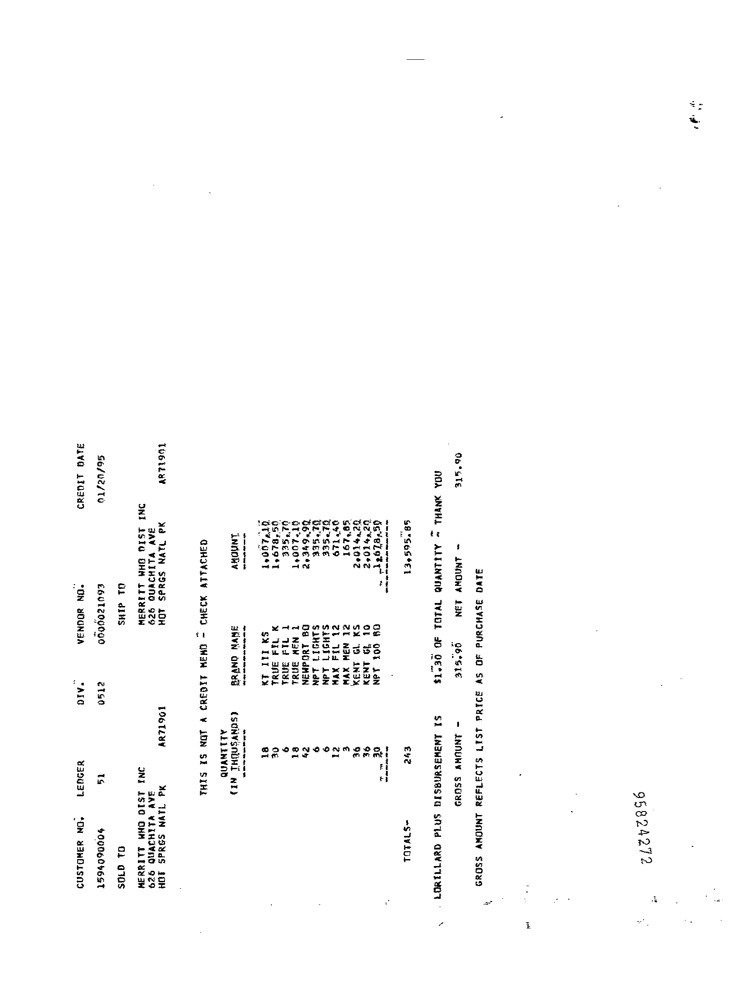 CUSTOMER NO. LEDGER DIV. VENDOR NO. CREDIT DATE
1594090004 51 0512 0000021093 01/20/95
SOLD TO SHIP TO
MERRITT WHO DIST INC MERRITT WHO DIST INC
626 OUACHITA AVE 626 OUACHITA AVE
HOT SPRGS NATL PK AR71901 HOT SPRGS NATL PK AR71901
THIS IS NOT A CREDIT MEMO - CHECK ATTACHED
QUANTITY
(IN THOUSANDS) BRAND NAME AMOUNT
18 KT III KS 1,007.10
30 TRUE FIL K 1,678.50
6 TRUE FIL 1 335.70
18 TRUE MEN 1 1,007.10
42 NEWPORT BO 2,349.90
6 NPT LIGHTS 335.70
6 NPT LIGHTS 335.70
12 MAX FIL 12 671.40
3 MAX MEN 12 167.85
36 KENT GL KS 2,014.20
36 KENT GL 10 2,014.20
30 NPT 100 BO 1,678.50
TOTALS- 243 13,595.85
LORILLARD PLUS DISBURSEMENT IS $1.30 OF TOTAL QUANTITY - THANK YOU
GROSS AMOUNT - 315.90 NET AMOUNT - 315.90
GROSS AMOUNT REFLECTS LIST PRICE AS OF PURCHASE DATE
95824272